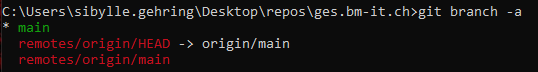 C:\Users\sibylle.gehring\Desktop\repos\ges.bm-it.ch>git branch -a
* main
  remotes/origin/HEAD -> origin/main
  remotes/origin/main